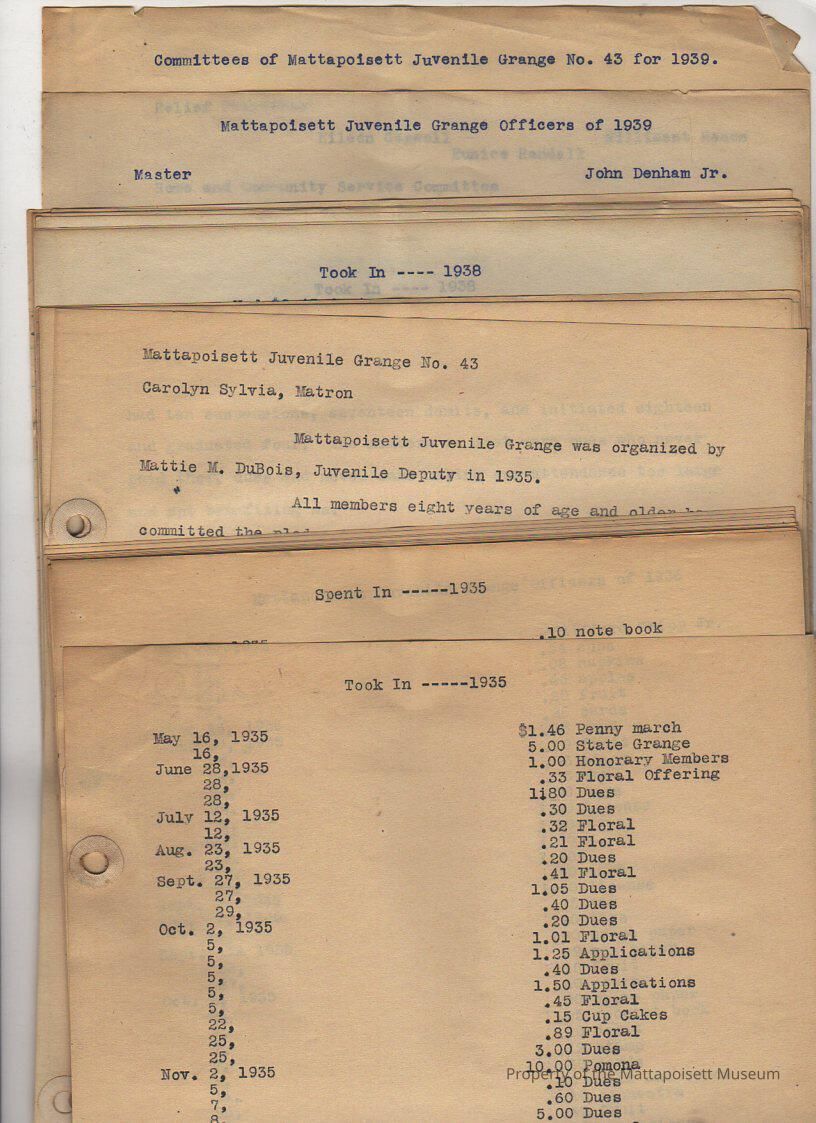 Committees of Mattapoisett Juvenile Grange No. 43 for 1939.
Mattapoisett Juvenile Grange Officers of 1939
Master John Denham Jr.
Took In ---- 1938
Mattapoisett Juvenile Grange No. 43
Carolyn Sylvia, Matron
Mattapoisett Juvenile Grange was organized by
Mattie M. DuBois, Juvenile Deputy in 1935.
All members eight years of age and older
committed the
Spent In -----1935
.10 note book
Took In -----1935
May 16, 1935 $1.46 Penny march
16, 5.00 State Grange
June 28,1935 1.00 Honorary Members
28, .33 Floral Offering
28, 1i80 Dues
July 12, 1935 .30 Dues
12, .32 Floral
Aug. 23, 1935 .21 Floral
23, .20 Dues
Sept. 27, 1935 .41 Floral
27, 1.05 Dues
29, .40 Dues
Oct. 2, 1935 .20 Dues
5, 1.01 Floral
5, 1.25 Applications
5, .40 Dues
5, 1.50 Applications
5, .45 Floral
22, .15 Cup Cakes
25, .89 Floral
25, 3.00 Dues
Nov. 2, 1935 10.00 Pomona
5, .10 Dues
7, .60 Dues
8, 5.00 Dues
Property of the Mattapoisett Museum